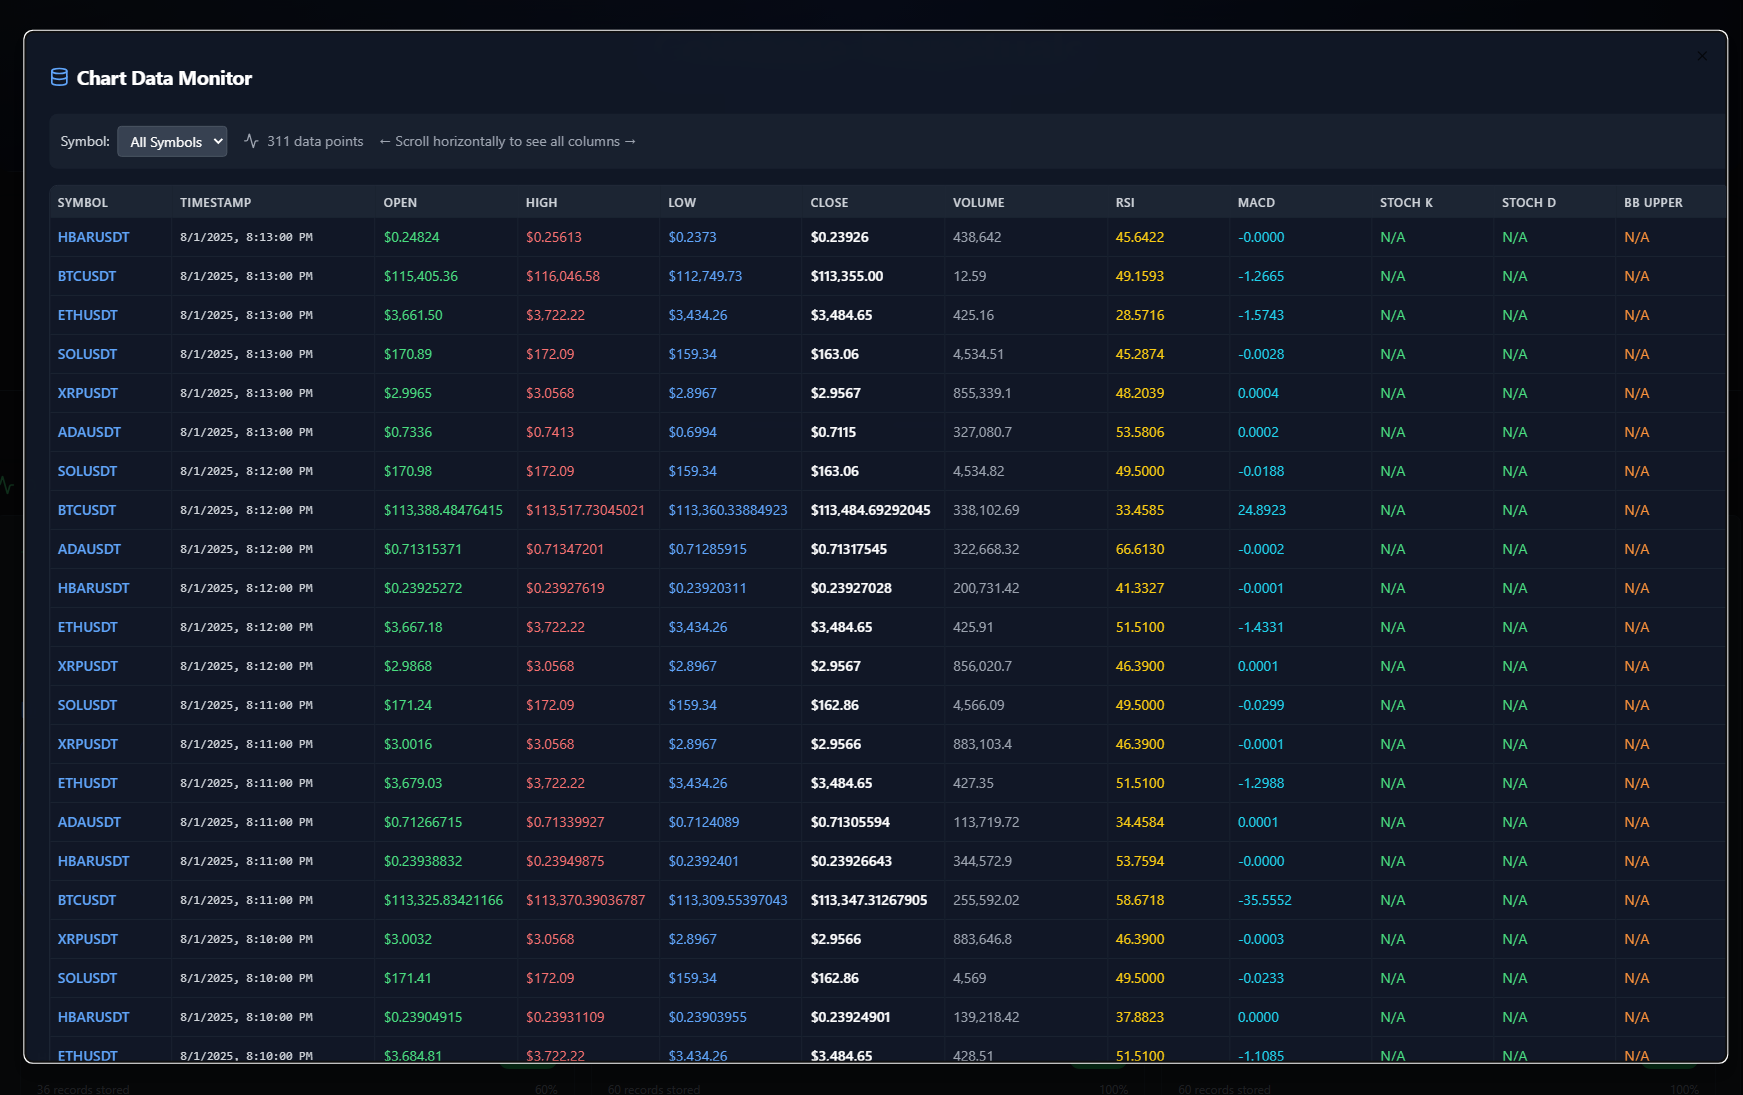 Chart Data Monitor
Symbol: All Symbols 311 data points ← Scroll horizontally to see all columns →
SYMBOL TIMESTAMP OPEN HIGH LOW CLOSE VOLUME RSI MACD STOCH K STOCH D BB UPPER
HBARUSDT 8/1/2025, 8:13:00 PM $0.24824 $0.25613 $0.2373 $0.23926 438,642 45.6422 -0.0000 N/A N/A N/A
BTCUSDT 8/1/2025, 8:13:00 PM $115,405.36 $116,046.58 $112,749.73 $113,355.00 12.59 49.1593 -1.2665 N/A N/A N/A
ETHUSDT 8/1/2025, 8:13:00 PM $3,661.50 $3,722.22 $3,434.26 $3,484.65 425.16 28.5716 -1.5743 N/A N/A N/A
SOLUSDT 8/1/2025, 8:13:00 PM $170.89 $172.09 $159.34 $163.06 4,534.51 45.2874 -0.0028 N/A N/A N/A
XRPUSDT 8/1/2025, 8:13:00 PM $2.9965 $3.0568 $2.8967 $2.9567 855,339.1 48.2039 0.0004 N/A N/A N/A
ADAUSDT 8/1/2025, 8:13:00 PM $0.7336 $0.7413 $0.6994 $0.7115 327,080.7 53.5806 0.0002 N/A N/A N/A
SOLUSDT 8/1/2025, 8:12:00 PM $170.98 $172.09 $159.34 $163.06 4,534.82 49.5000 -0.0188 N/A N/A N/A
BTCUSDT 8/1/2025, 8:12:00 PM $113,388.48476415 $113,517.73045021 $113,360.33884923 $113,484.69292045 338,102.69 33.4585 24.8923 N/A N/A N/A
ADAUSDT 8/1/2025, 8:12:00 PM $0.71315371 $0.71347201 $0.71285915 $0.71317545 322,668.32 66.6130 -0.0002 N/A N/A N/A
HBARUSDT 8/1/2025, 8:12:00 PM $0.23925272 $0.23927619 $0.23920311 $0.23927028 200,731.42 41.3327 -0.0001 N/A N/A N/A
ETHUSDT 8/1/2025, 8:12:00 PM $3,667.18 $3,722.22 $3,434.26 $3,484.65 425.91 51.5100 -1.4331 N/A N/A N/A
XRPUSDT 8/1/2025, 8:12:00 PM $2.9868 $3.0568 $2.8967 $2.9567 856,020.7 46.3900 0.0001 N/A N/A N/A
SOLUSDT 8/1/2025, 8:11:00 PM $171.24 $172.09 $159.34 $162.86 4,566.09 49.5000 -0.0299 N/A N/A N/A
XRPUSDT 8/1/2025, 8:11:00 PM $3.0016 $3.0568 $2.8967 $2.9566 883,103.4 46.3900 -0.0001 N/A N/A N/A
ETHUSDT 8/1/2025, 8:11:00 PM $3,679.03 $3,722.22 $3,434.26 $3,484.65 427.35 51.5100 -1.2988 N/A N/A N/A
ADAUSDT 8/1/2025, 8:11:00 PM $0.71266715 $0.71339927 $0.7124089 $0.71305594 113,719.72 34.4584 0.0001 N/A N/A N/A
HBARUSDT 8/1/2025, 8:11:00 PM $0.23938832 $0.23949875 $0.2392401 $0.23926643 344,572.9 53.7594 -0.0000 N/A N/A N/A
BTCUSDT 8/1/2025, 8:11:00 PM $113,325.83421166 $113,370.39036787 $113,309.55397043 $113,347.31267905 255,592.02 58.6718 -35.5552 N/A N/A N/A
XRPUSDT 8/1/2025, 8:10:00 PM $3.0032 $3.0568 $2.8967 $2.9566 883,646.8 46.3900 -0.0003 N/A N/A N/A
SOLUSDT 8/1/2025, 8:10:00 PM $171.41 $172.09 $159.34 $162.86 4,569 49.5000 -0.0233 N/A N/A N/A
HBARUSDT 8/1/2025, 8:10:00 PM $0.23904915 $0.23931109 $0.23903955 $0.23924901 139,218.42 37.8823 0.0000 N/A N/A N/A
ETHUSDT 8/1/2025, 8:10:00 PM $3,684.81 $3,722.22 $3,434.26 $3,484.65 428.51 51.5100 -1.1085 N/A N/A N/A
36 records stored 60% 60 records stored 100% 60 records stored 100%